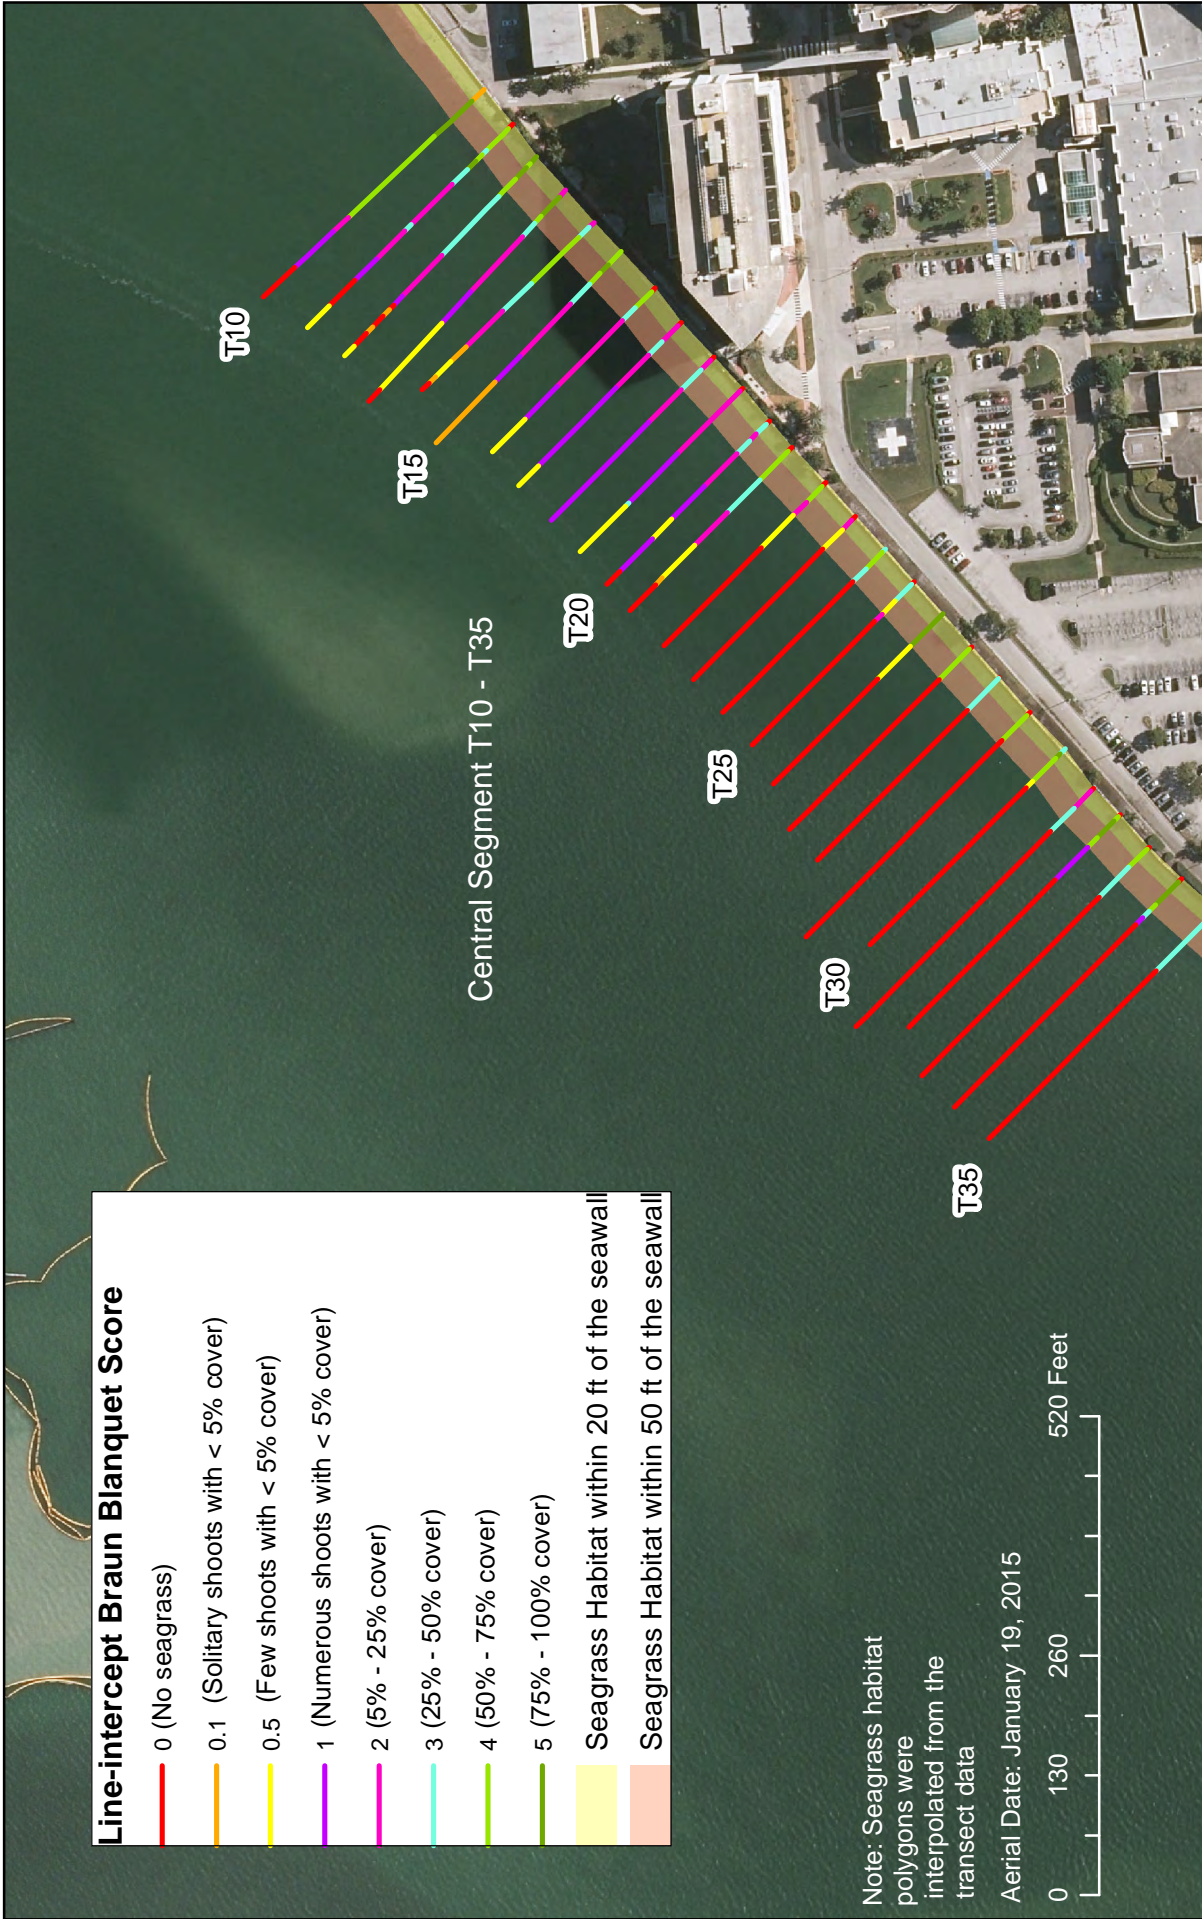 Line-intercept Braun Blanquet Score
0 (No seagrass)
0.1 (Solitary shoots with < 5% cover)
0.5 (Few shoots with < 5% cover)
1 (Numerous shoots with < 5% cover)
2 (5% - 25% cover)
3 (25% - 50% cover)
4 (50% - 75% cover)
5 (75% - 100% cover)
Seagrass Habitat within 20 ft of the seawall
Seagrass Habitat within 50 ft of the seawall
Central Segment T10 - T35
T10
T15
T20
T25
T30
T35
Note: Seagrass habitat
polygons were
interpolated from the
transect data
Aerial Date: January 19, 2015
0 130 260 520 Feet